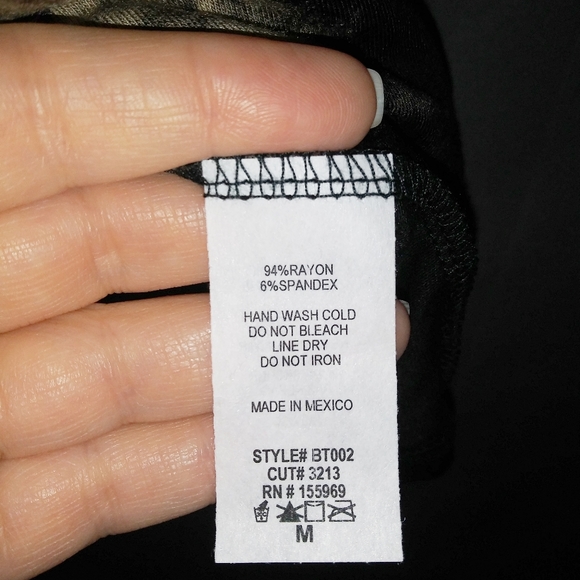 94%RAYON
6%SPANDEX
HAND WASH COLD
DO NOT BLEACH
LINE DRY
DO NOT IRON
MADE IN MEXICO
STYLE# BT002
CUT# 3213
RN # 155969
M